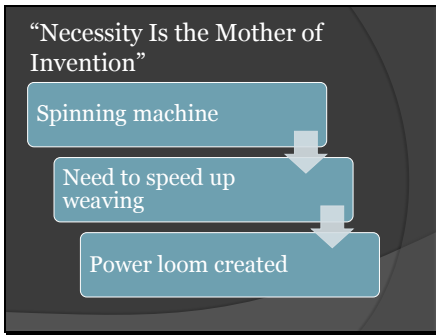 “Necessity Is the Mother of
Invention”
Spinning machine
Need to speed up
weaving
Power loom created